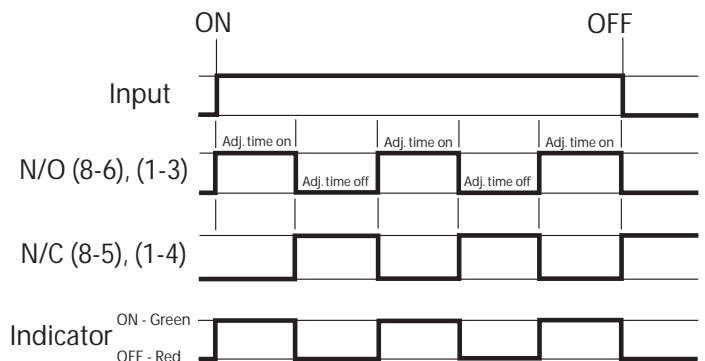 ON OFF
Input
Adj. time on Adj. time on Adj. time on
N/O (8-6), (1-3)
Adj. time off Adj. time off
N/C (8-5), (1-4)
ON - Green
Indicator
OFF - Red